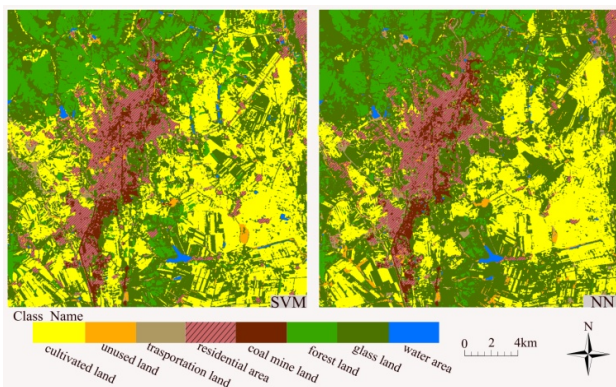 SVM
NN
Class Name
cultivated land
unused land
trasportation land
residential area
coal mine land
forest land
glass land
water area
0 2 4km
N